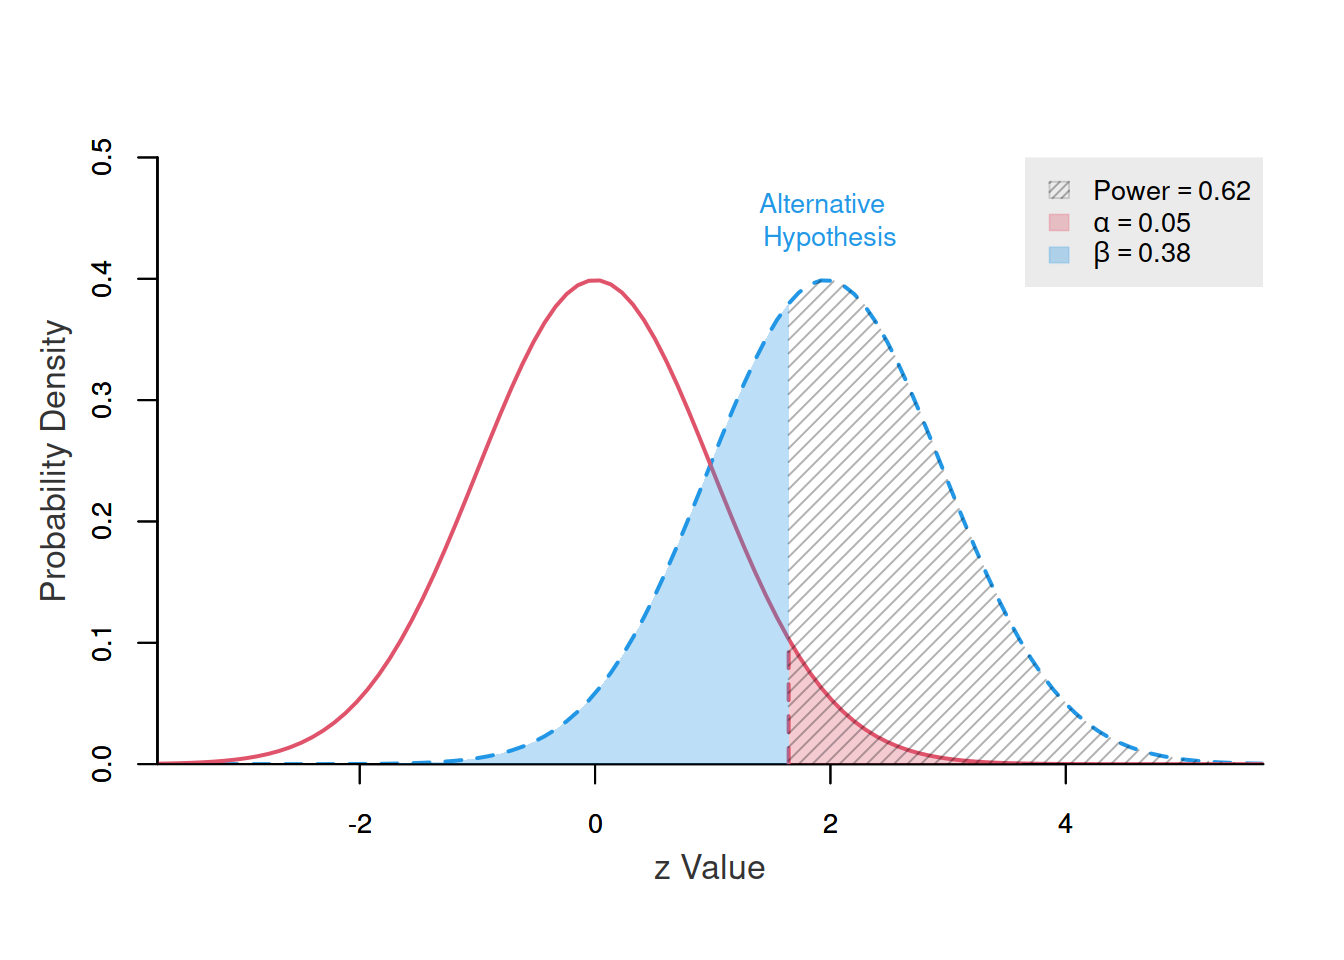 Alternative
Hypothesis
Power = 0.62
α = 0.05
β = 0.38
Probability Density
0.5
0.4
0.3
0.2
0.1
0.0
-2
0
2
4
z Value